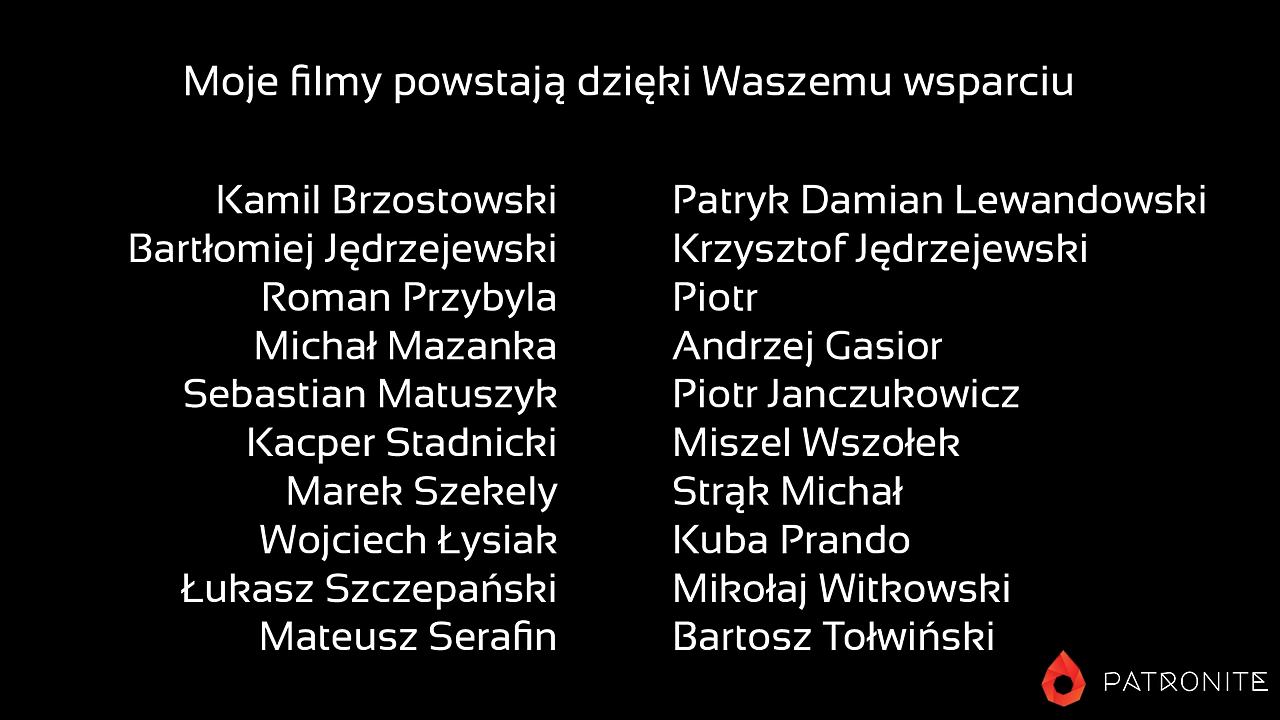 Moje filmy powstają dzięki Waszemu wsparciu
Kamil Brzostowski
Bartłomiej Jędrzejewski
Roman Przybyla
Michał Mazanka
Sebastian Matuszyk
Kacper Stadnicki
Marek Szekely
Wojciech Łysiak
Łukasz Szczepański
Mateusz Serafin
Patryk Damian Lewandowski
Krzysztof Jędrzejewski
Piotr
Andrzej Gasior
Piotr Janczukowicz
Miszel Wszołek
Strąk Michał
Kuba Prando
Mikołaj Witkowski
Bartosz Tołwiński
PATRONITE